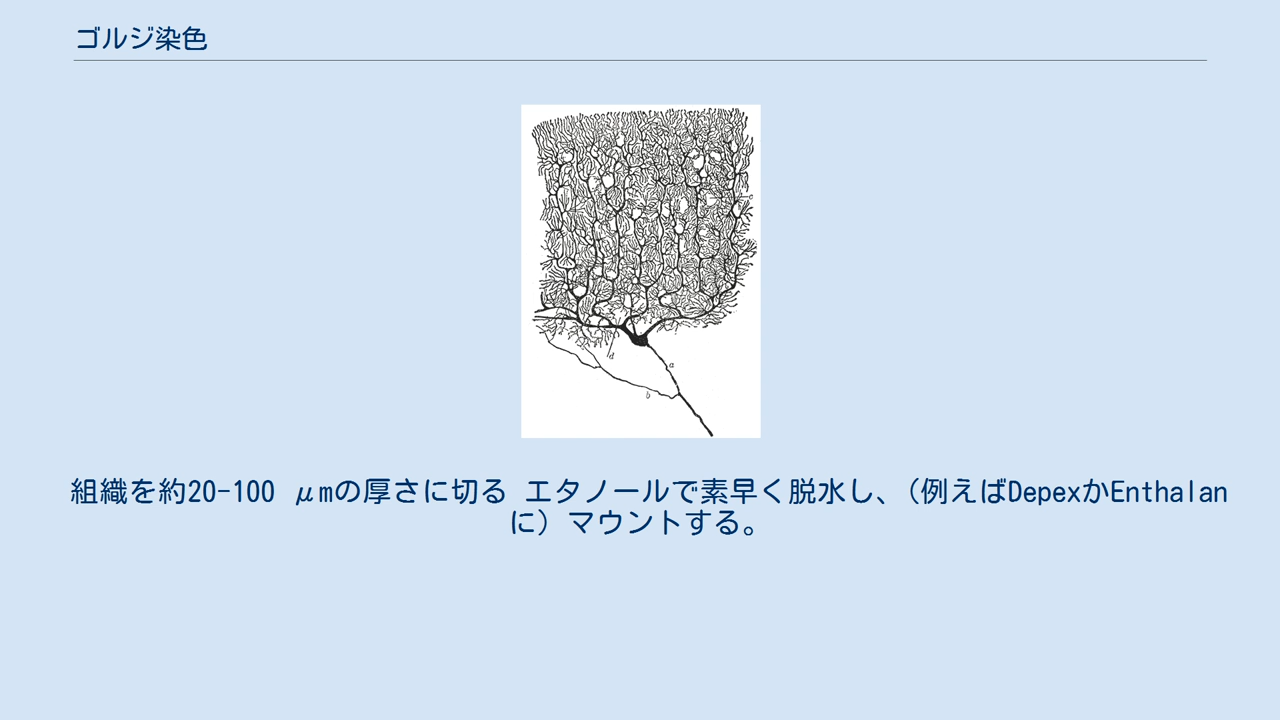 ゴルジ染色
d
a
b
組織を約20-100 μmの厚さに切る エタノールで素早く脱水し、（例えばDepexかEnthalan
に）マウントする。